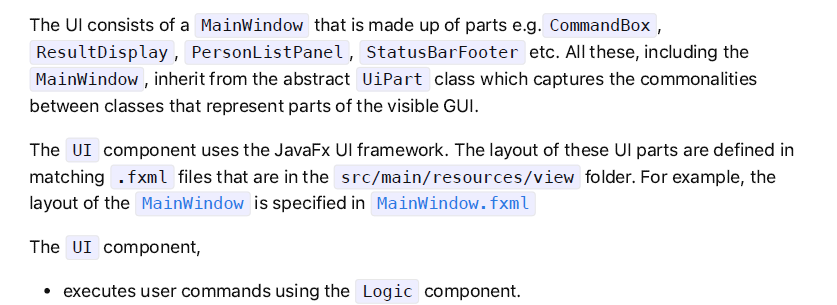 The UI consists of a MainWindow that is made up of parts e.g. CommandBox,
ResultDisplay, PersonListPanel, StatusBarFooter etc. All these, including the
MainWindow, inherit from the abstract UiPart class which captures the commonalities
between classes that represent parts of the visible GUI.
The UI component uses the JavaFx UI framework. The layout of these UI parts are defined in
matching .fxml files that are in the src/main/resources/view folder. For example, the
layout of the MainWindow is specified in MainWindow.fxml
The UI component,
• executes user commands using the Logic component.